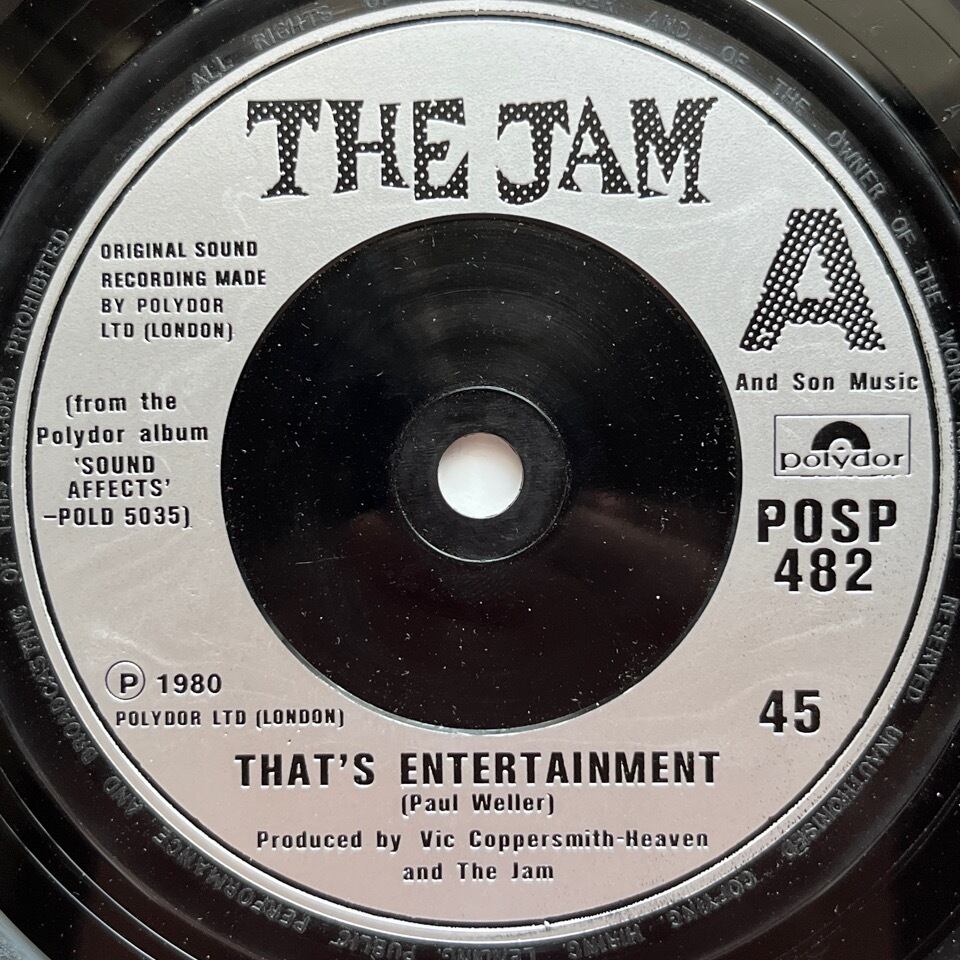 THE JAM
A
ORIGINAL SOUND
RECORDING MADE
BY POLYDOR
LTD (LONDON)
And Son Music
(from the
Polydor album
'SOUND
AFFECTS'
-POLD 5035)
polydor
POSP
482
P 1980
POLYDOR LTD (LONDON)
45
THAT'S ENTERTAINMENT
(Paul Weller)
Produced by Vic Coppersmith-Heaven
and The Jam
ALL RIGHTS OF AND OF THE OWNER OF THE WORK RESERVED. UNAUTHORISED COPYING, HIRING, PUBLIC PERFORMANCE AND BROADCASTING OF THIS RECORD PROHIBITED.